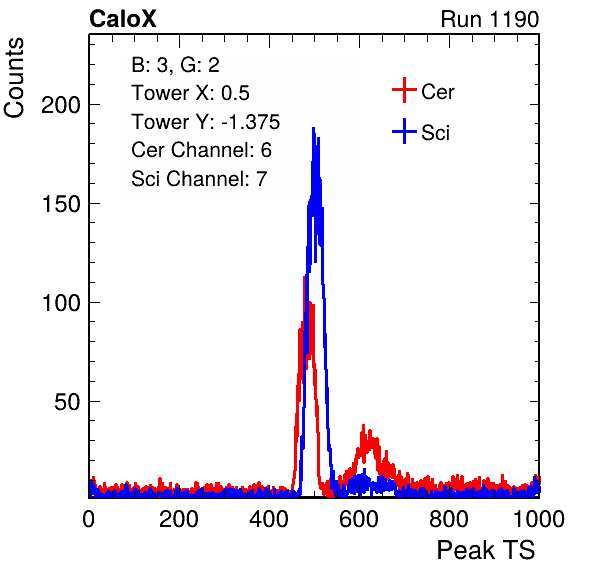 CaloX Run 1190
B: 3, G: 2
Tower X: 0.5
Tower Y: -1.375
Cer Channel: 6
Sci Channel: 7
Cer
Sci
Counts
200
150
100
50
0 200 400 600 800 1000
Peak TS